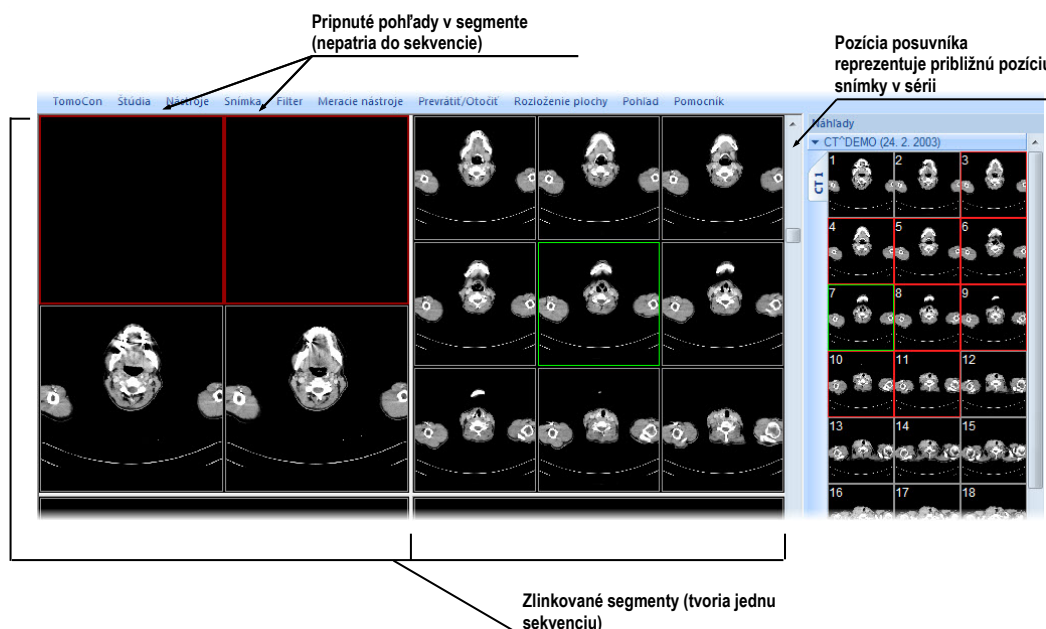 Pripnuté pohľady v segmente
(nepatria do sekvencie)
Pozícia posuvníka
reprezentuje približnú pozíciu
snímky v sérii
TomoCon Štúdia Nástroje Snímka Filter Meracie nástroje Prevrátiť/Otočiť Rozloženie plochy Pohľad Pomocník
Náhľady
CT^DEMO (24. 2. 2003)
CT 1
1 2 3
4 5 6
7 8 9
10 11 12
13 14 15
16 17 18
Zlinkované segmenty (tvoria jednu
sekvenciu)